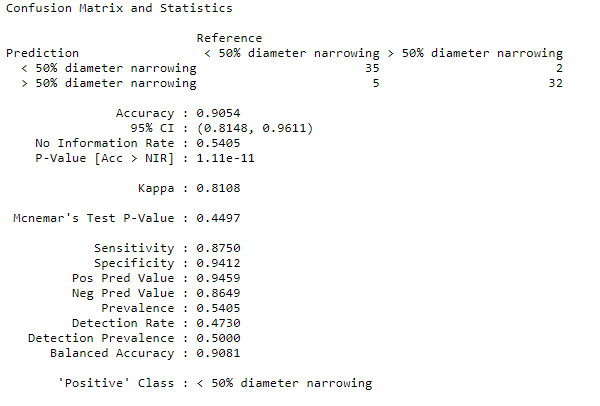 Confusion Matrix and Statistics
Reference
Prediction < 50% diameter narrowing > 50% diameter narrowing
< 50% diameter narrowing 35 2
> 50% diameter narrowing 5 32
Accuracy : 0.9054
95% CI : (0.8148, 0.9611)
No Information Rate : 0.5405
P-Value [Acc > NIR] : 1.11e-11
Kappa : 0.8108
Mcnemar's Test P-Value : 0.4497
Sensitivity : 0.8750
Specificity : 0.9412
Pos Pred Value : 0.9459
Neg Pred Value : 0.8649
Prevalence : 0.5405
Detection Rate : 0.4730
Detection Prevalence : 0.5000
Balanced Accuracy : 0.9081
'Positive' Class : < 50% diameter narrowing